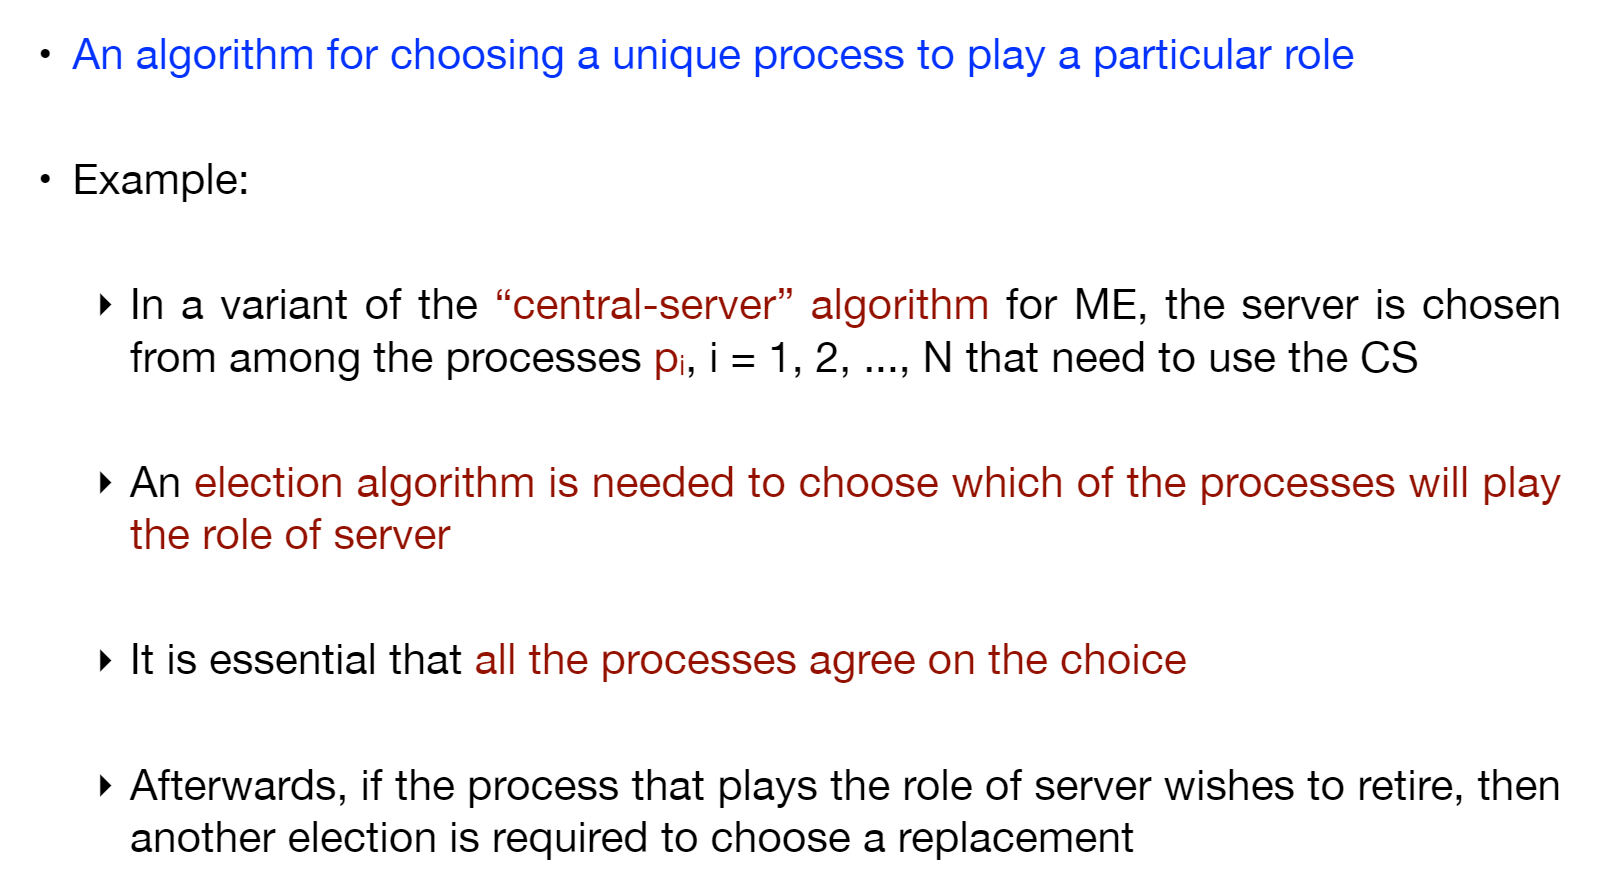 • An algorithm for choosing a unique process to play a particular role
• Example:
‣ In a variant of the “central-server” algorithm for ME, the server is chosen
from among the processes pᵢ, i = 1, 2, ..., N that need to use the CS
‣ An election algorithm is needed to choose which of the processes will play
the role of server
‣ It is essential that all the processes agree on the choice
‣ Afterwards, if the process that plays the role of server wishes to retire, then
another election is required to choose a replacement